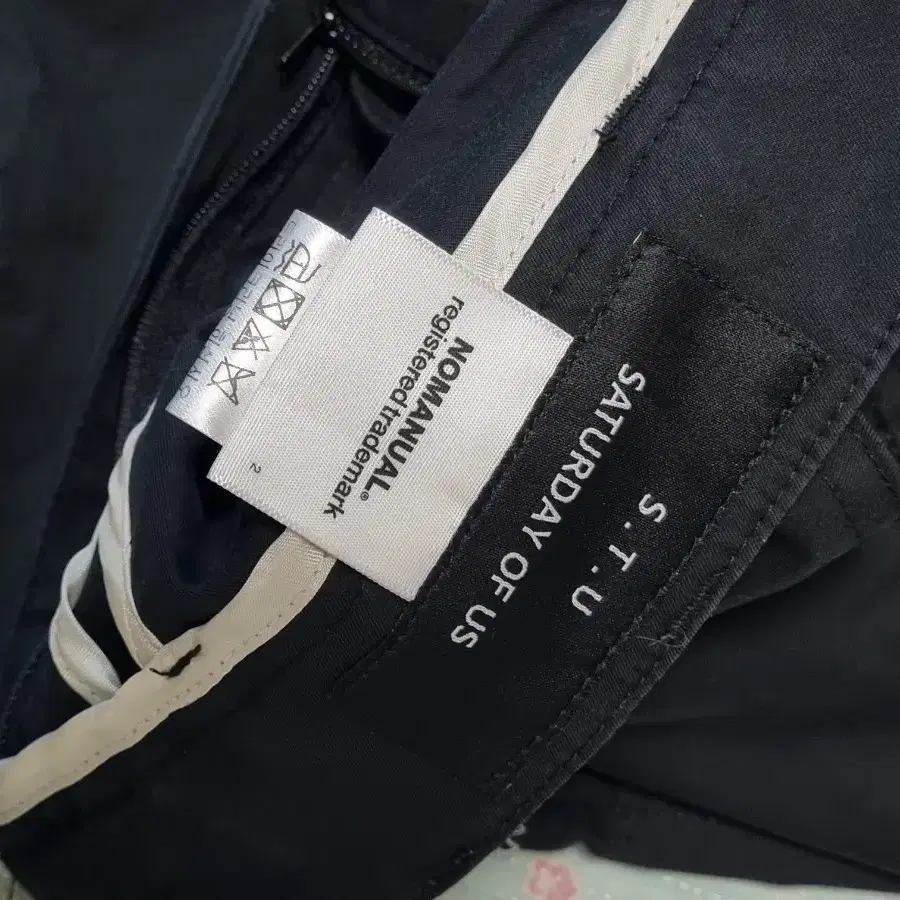 NOMANUAL®
registered trademark
2
S.T.U
SATURDAY OF US